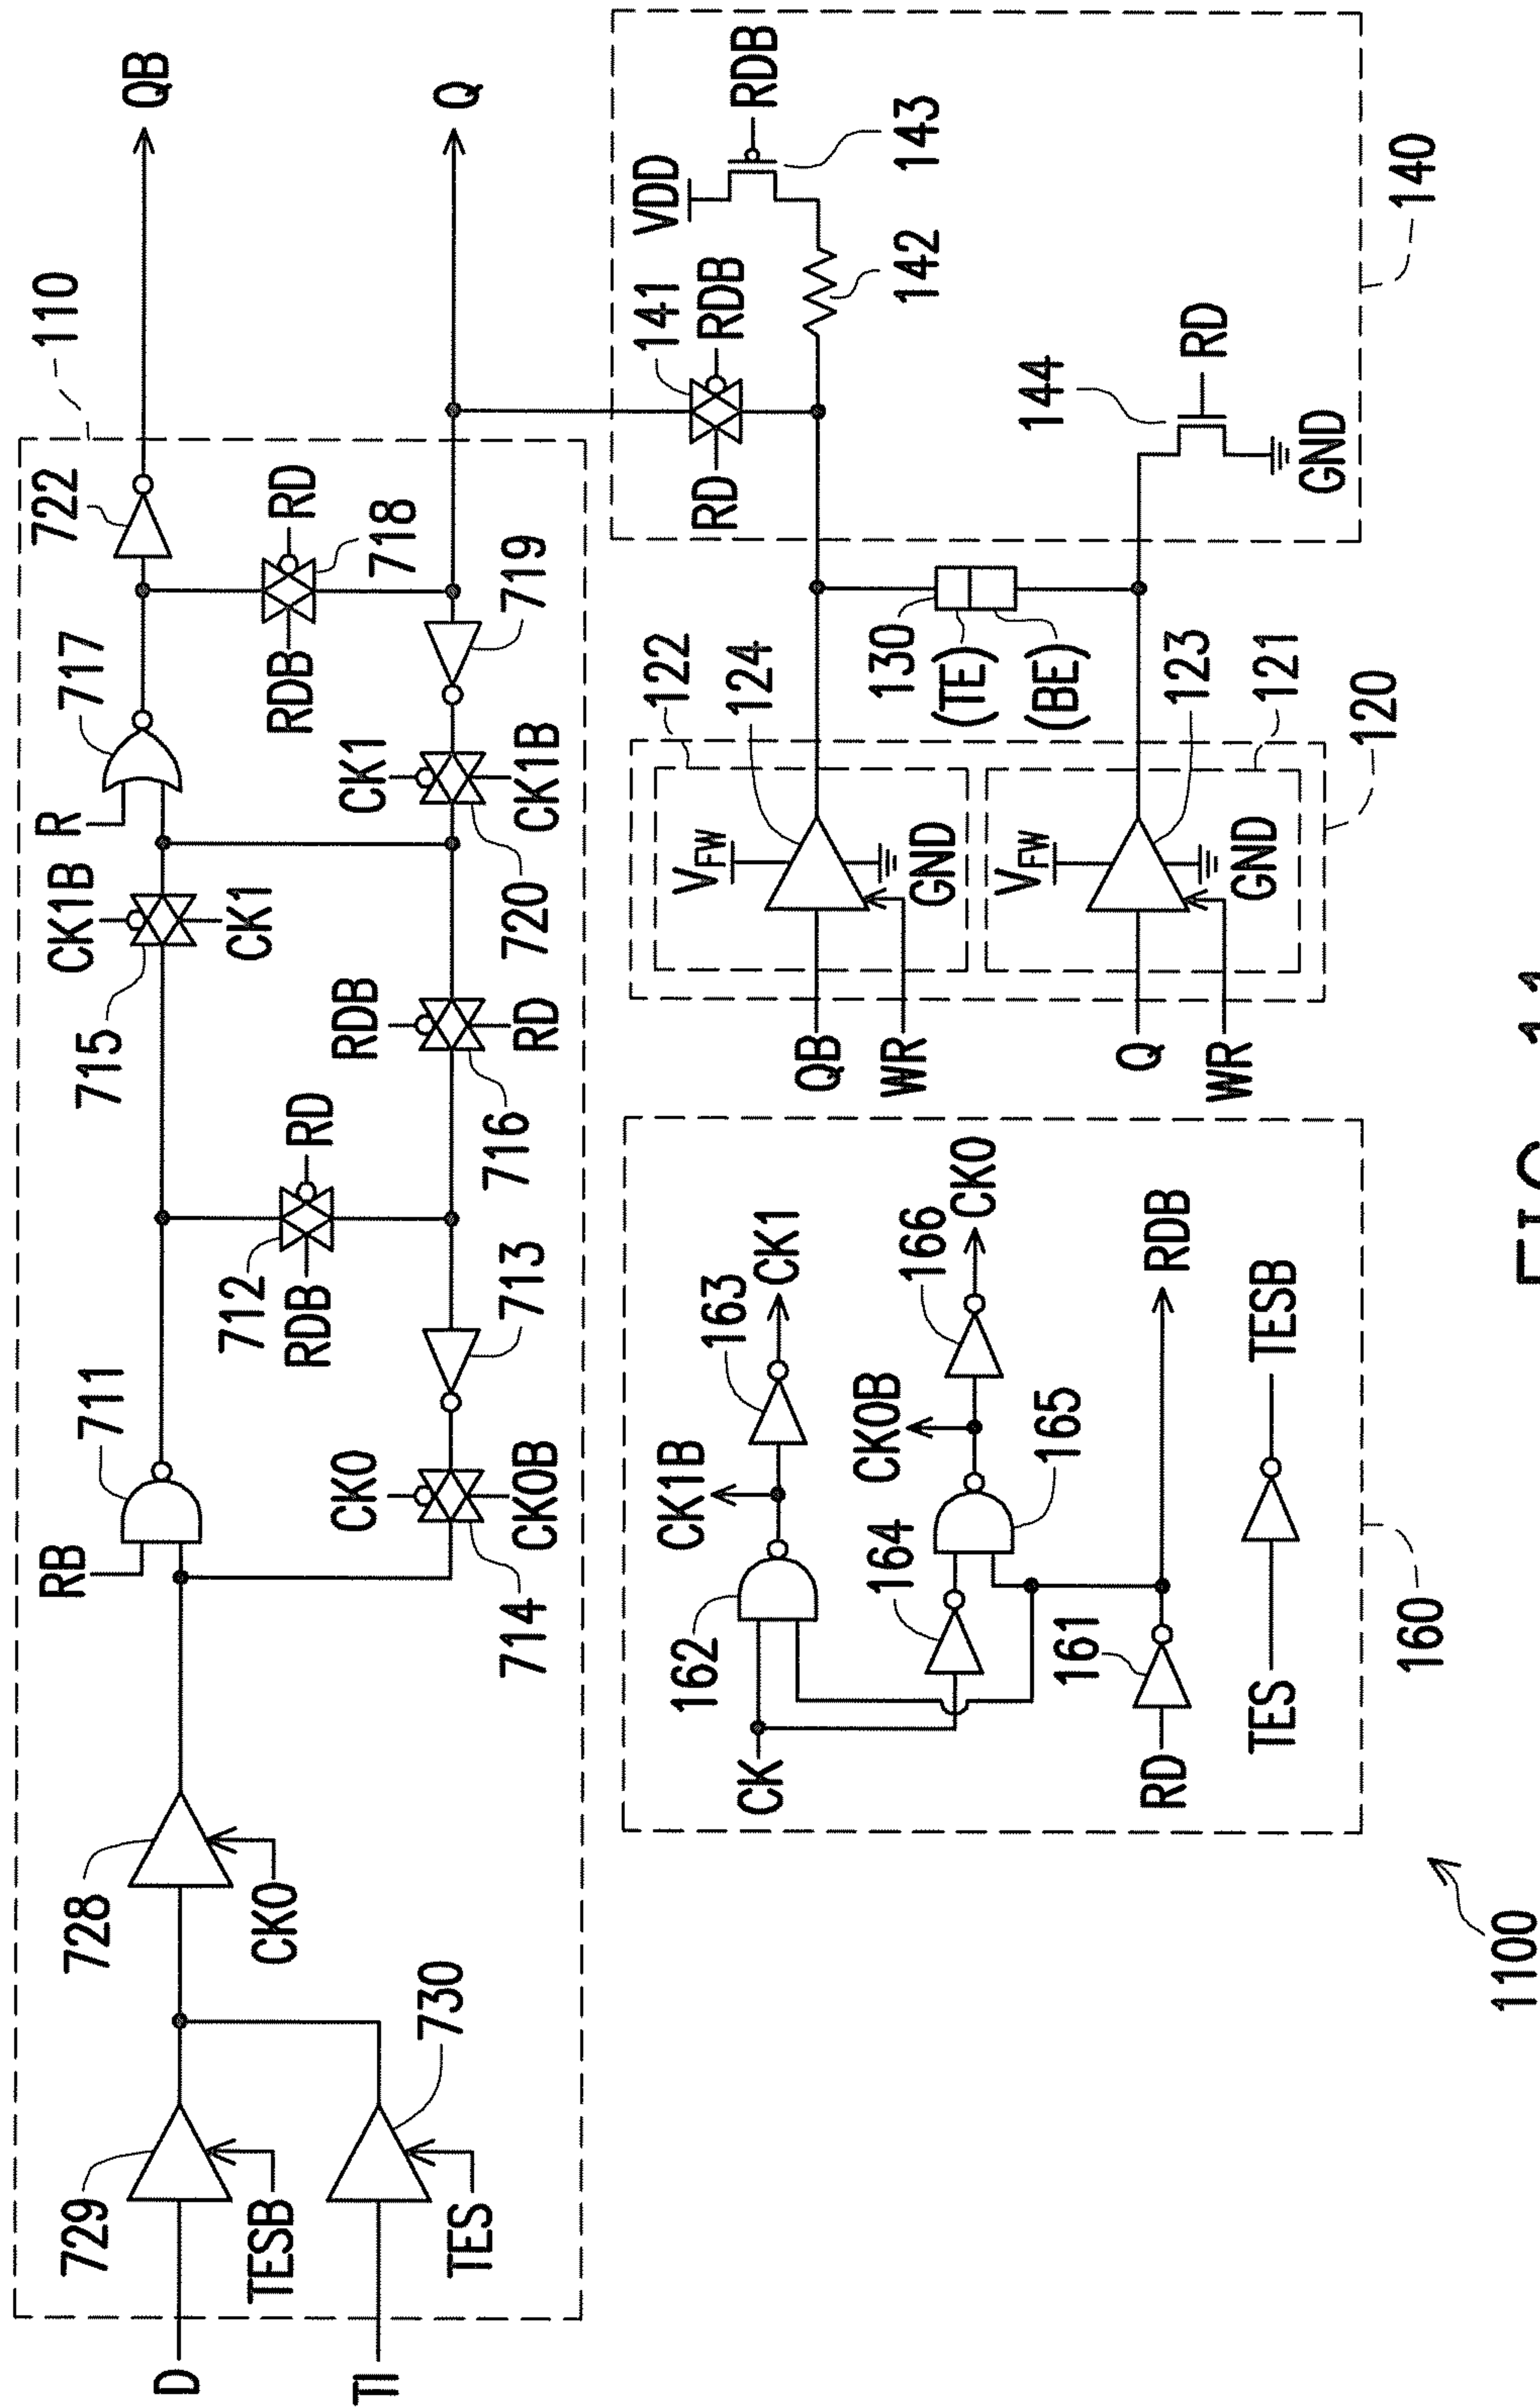 110
QB
Q
722
717
R
RD
RDB
718
719
CK1B
CK1
715
CK1
CK1B
720
RDB
RD
716
RD
RDB
712
713
711
RB
CK0
CK0B
714
728
CK0
729
TESB
730
TES
D
TI
VDD
RDB
143
141
RDB
RD
142
144
RD
GND
140
130
(TE)
(BE)
122
124
VFW
GND
QB
WR
123
121
VFW
GND
Q
WR
120
CK1
163
CK1B
162
CK
CK0
166
CK0B
165
164
161
RD
RDB
TES
TESB
160
1100